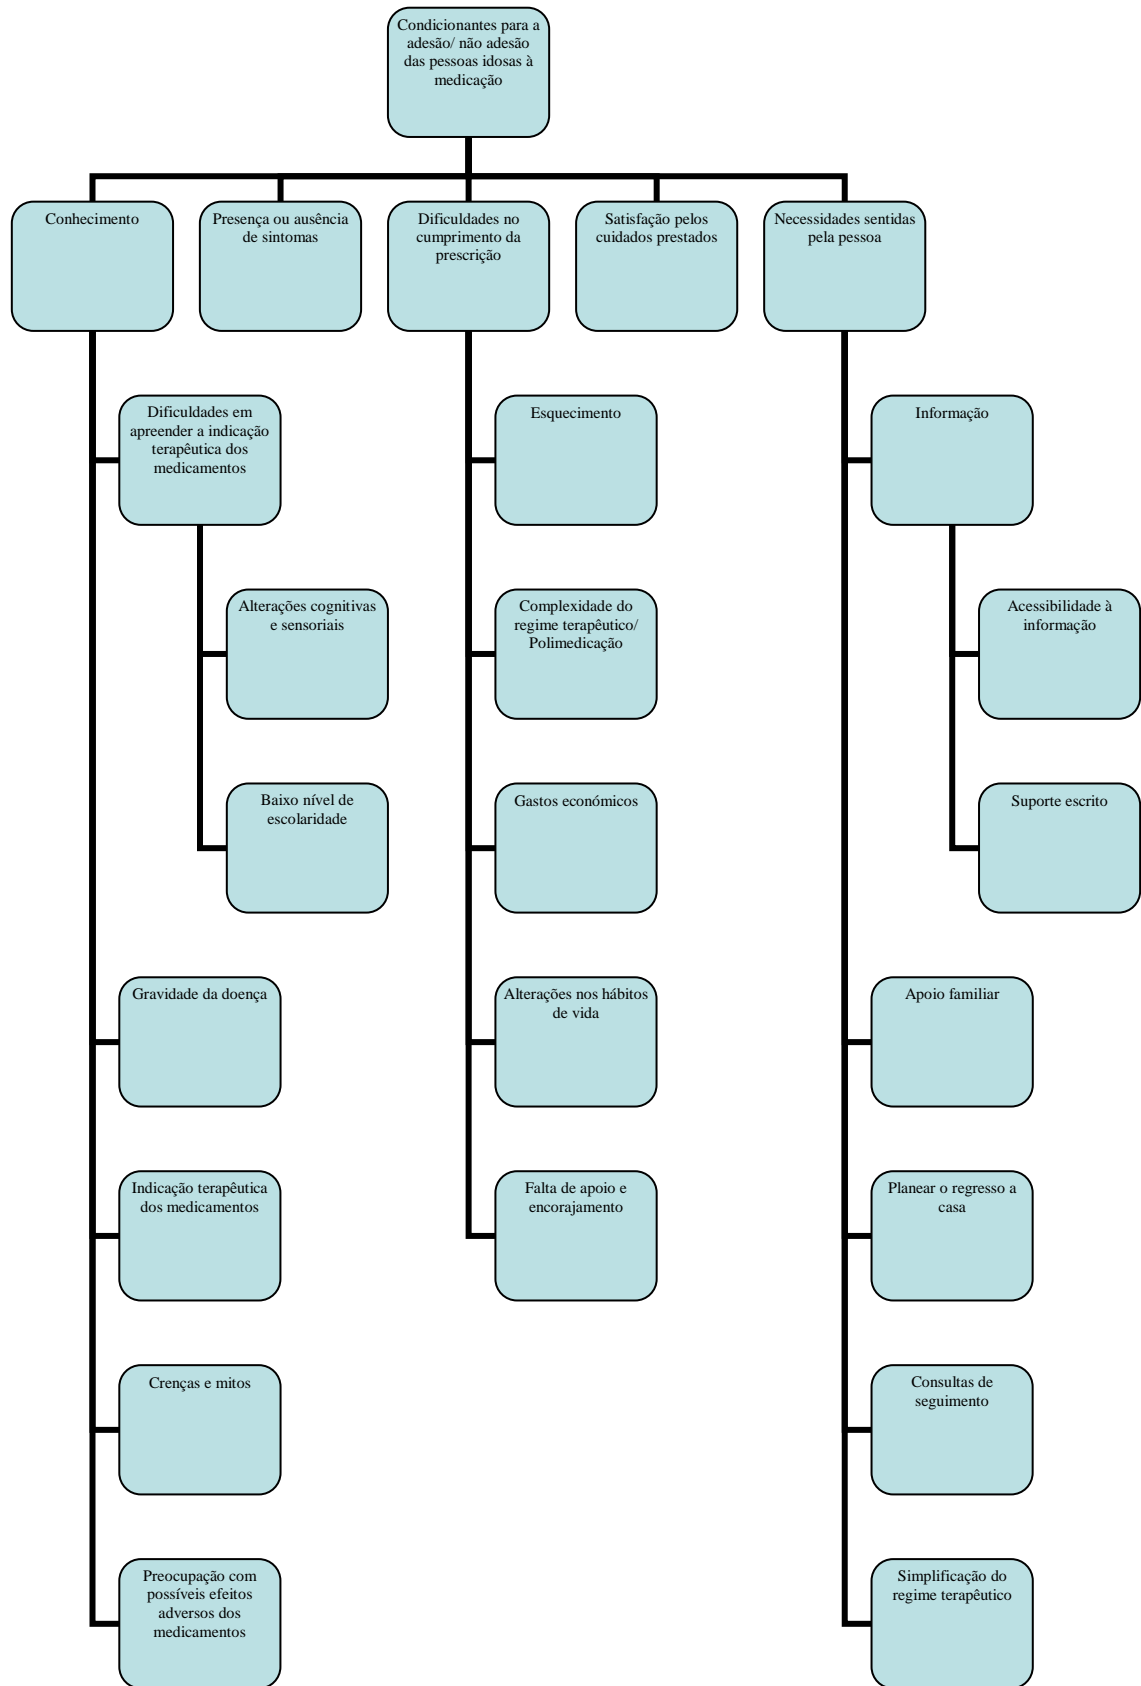 Condicionantes para a
adesão/ não adesão
das pessoas idosas à
medicação
Conhecimento
Presença ou ausência
de sintomas
Dificuldades no
cumprimento da
prescrição
Satisfação pelos
cuidados prestados
Necessidades sentidas
pela pessoa
Dificuldades em
apreender a indicação
terapêutica dos
medicamentos
Alterações cognitivas
e sensoriais
Baixo nível de
escolaridade
Gravidade da doença
Indicação terapêutica
dos medicamentos
Crenças e mitos
Preocupação com
possíveis efeitos
adversos dos
medicamentos
Esquecimento
Complexidade do
regime terapêutico/
Polimedicação
Gastos económicos
Alterações nos hábitos
de vida
Falta de apoio e
encorajamento
Informação
Acessibilidade à
informação
Suporte escrito
Apoio familiar
Planear o regresso a
casa
Consultas de
seguimento
Simplificação do
regime terapêutico